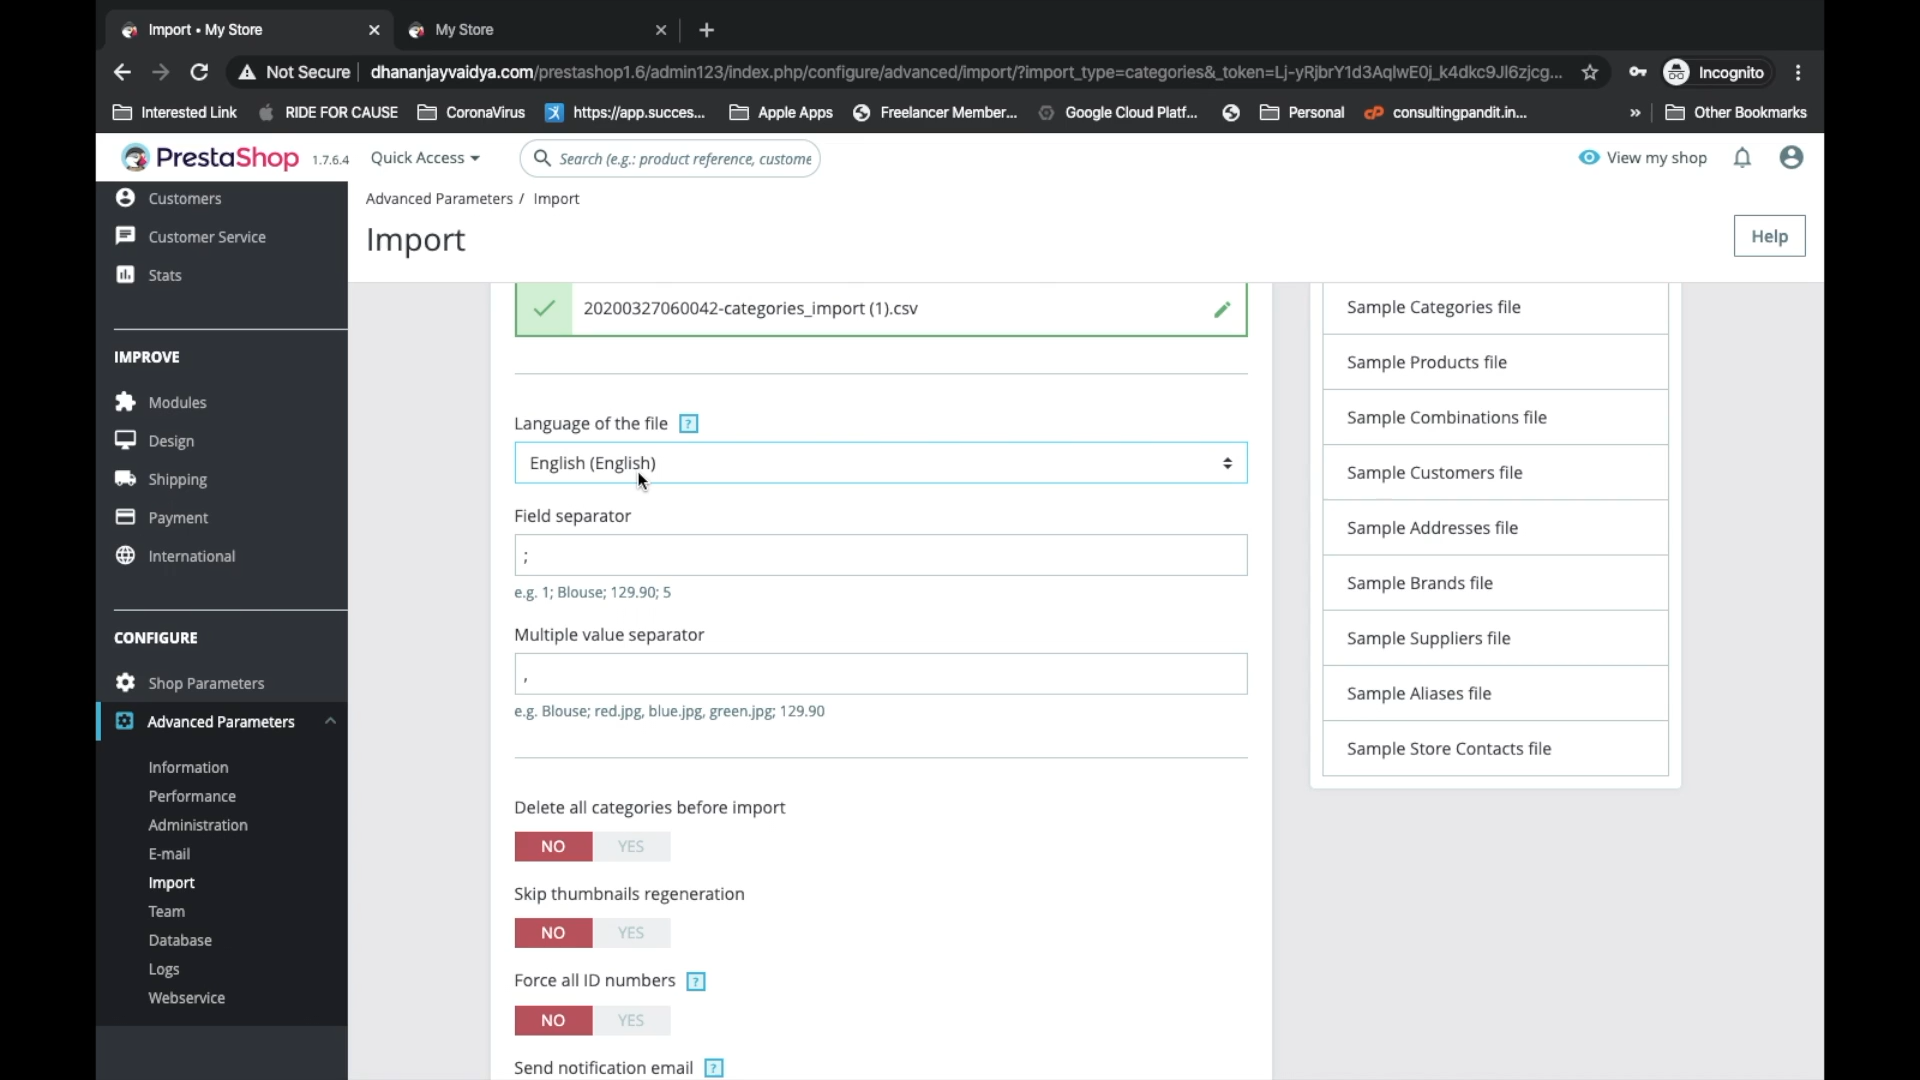 Import • My Store
My Store
Not Secure
dhananjayvaidya.com/prestashop1.6/admin123/index.php/configure/advanced/import/?import_type=categories&_token=Lj-yRjbrY1d3AqlwE0j_k4dkc9Jl6zjcg...
Incognito
Interested Link
RIDE FOR CAUSE
CoronaVirus
https://app.succes...
Apple Apps
Freelancer Member...
Google Cloud Platf...
Personal
consultingpandit.in...
»
Other Bookmarks
PrestaShop
1.7.6.4
Quick Access
Search (e.g.: product reference, custome
View my shop
Customers
Customer Service
Stats
IMPROVE
Modules
Design
Shipping
Payment
International
CONFIGURE
Shop Parameters
Advanced Parameters
Information
Performance
Administration
E-mail
Import
Team
Database
Logs
Webservice
Advanced Parameters / Import
Import
Help
20200327060042-categories_import (1).csv
Language of the file ?
English (English)
Field separator
;
e.g. 1; Blouse; 129.90; 5
Multiple value separator
,
e.g. Blouse; red.jpg, blue.jpg, green.jpg; 129.90
Delete all categories before import
NO YES
Skip thumbnails regeneration
NO YES
Force all ID numbers ?
NO YES
Send notification email ?
Sample Categories file
Sample Products file
Sample Combinations file
Sample Customers file
Sample Addresses file
Sample Brands file
Sample Suppliers file
Sample Aliases file
Sample Store Contacts file